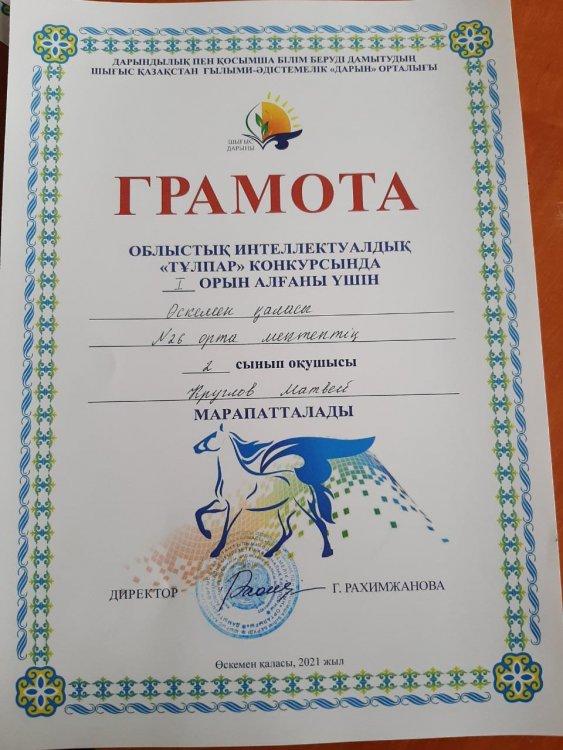 ДАРЫНДЫЛЫҚ ПЕН ҚОСЫМША БІЛІМ БЕРУДІ ДАМЫТУДЫҢ
ШЫҒЫС ҚАЗАҚСТАН ҒЫЛЫМИ-ӘДІСТЕМЕЛІК «ДАРЫН» ОРТАЛЫҒЫ
ШЫҒЫС
ДАРЫНЫ
ГРАМОТА
ОБЛЫСТЫҚ ИНТЕЛЛЕКТУАЛДЫҚ
«ТҰЛПАР» КОНКУРСЫНДА
I ОРЫН АЛҒАНЫ ҮШІН
Өскемен қаласы
№26 орта мектептің
2 сынып оқушысы
Круглов Матвей
МАРАПАТТАЛАДЫ
ДИРЕКТОР Г. РАХИМЖАНОВА
Өскемен қаласы, 2021 жыл